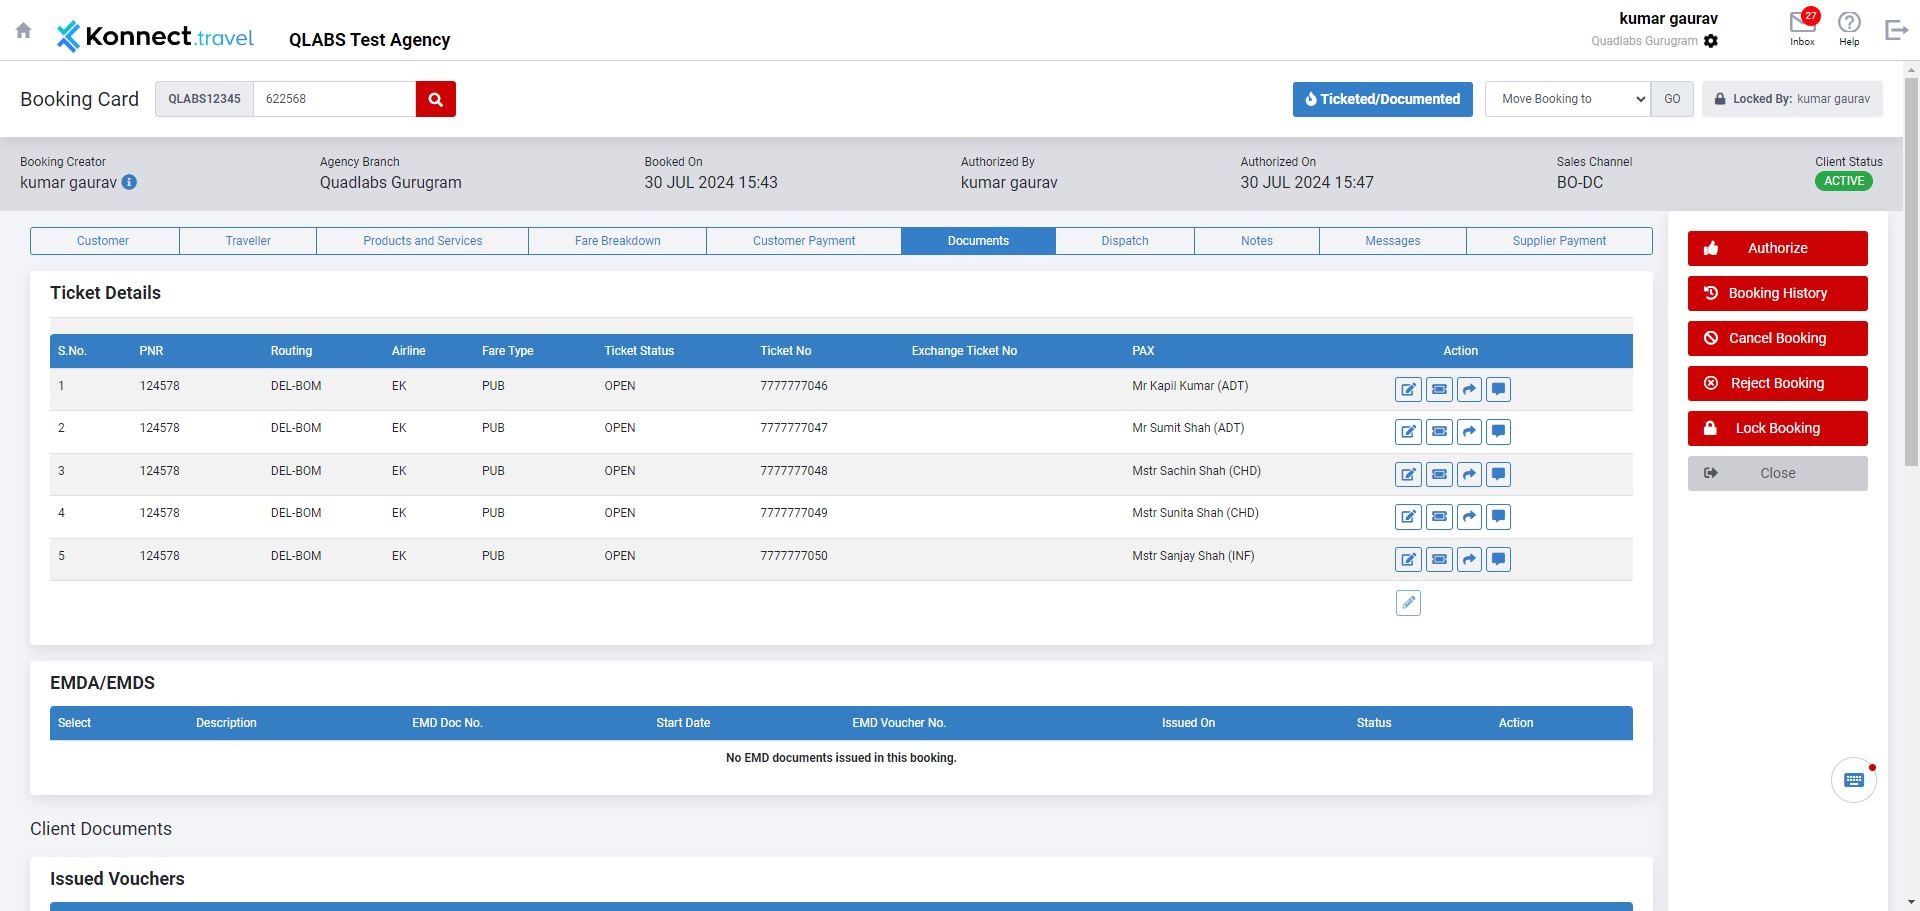 Konnect.travel
QLABS Test Agency
kumar gaurav
Quadlabs Gurugram
27
Inbox
Help
Booking Card
QLABS12345
622568
Ticketed/Documented
Move Booking to
GO
Locked By: kumar gaurav
Booking Creator
kumar gaurav
Agency Branch
Quadlabs Gurugram
Booked On
30 JUL 2024 15:43
Authorized By
kumar gaurav
Authorized On
30 JUL 2024 15:47
Sales Channel
BO-DC
Client Status
ACTIVE
Customer Traveller Products and Services Fare Breakdown Customer Payment Documents Dispatch Notes Messages Supplier Payment
Authorize
Booking History
Cancel Booking
Reject Booking
Lock Booking
Close
Ticket Details
S.No. PNR Routing Airline Fare Type Ticket Status Ticket No Exchange Ticket No PAX Action
1 124578 DEL-BOM EK PUB OPEN 7777777046 Mr Kapil Kumar (ADT)
2 124578 DEL-BOM EK PUB OPEN 7777777047 Mr Sumit Shah (ADT)
3 124578 DEL-BOM EK PUB OPEN 7777777048 Mstr Sachin Shah (CHD)
4 124578 DEL-BOM EK PUB OPEN 7777777049 Mstr Sunita Shah (CHD)
5 124578 DEL-BOM EK PUB OPEN 7777777050 Mstr Sanjay Shah (INF)
EMDA/EMDS
Select Description EMD Doc No. Start Date EMD Voucher No. Issued On Status Action
No EMD documents issued in this booking.
Client Documents
Issued Vouchers